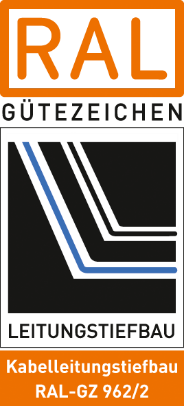 RAL
GÜTEZEICHEN
LEITUNGSTIEFBAU
Kabelleitungstiefbau
RAL-GZ 962/2